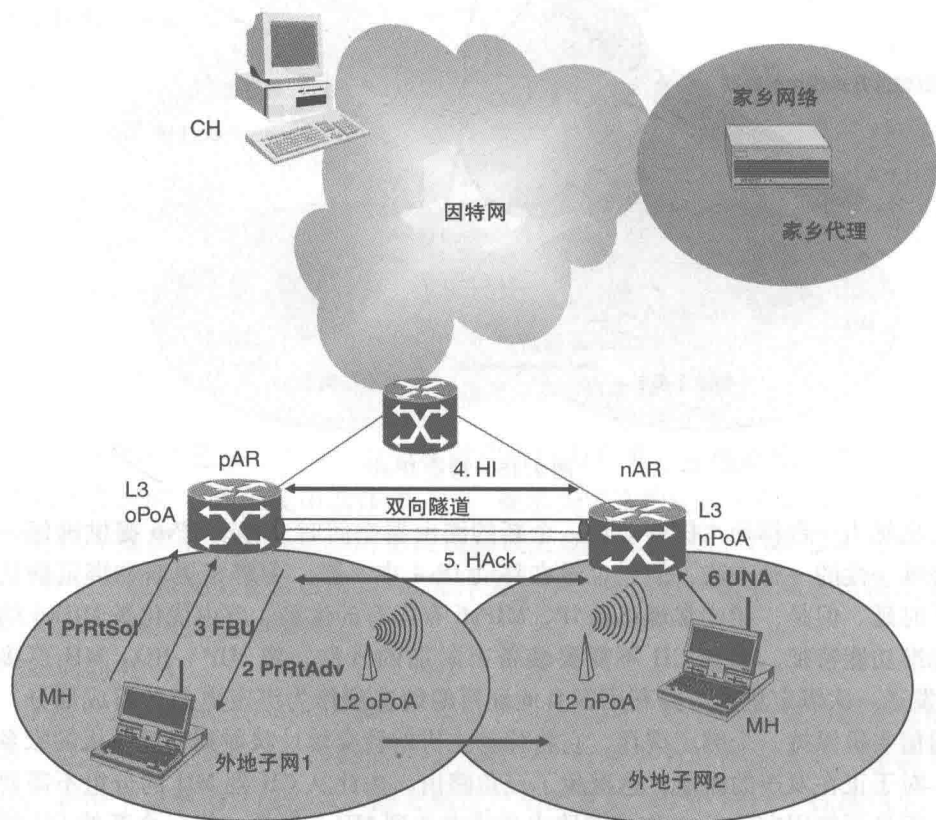 CH
家乡网络
家乡代理
因特网
pAR
nAR
4. HI
双向隧道
5. HAck
L3
oPoA
L3
nPoA
1 PrRtSol
3 FBU
2 PrRtAdv
6 UNA
L2 oPoA
L2 nPoA
MH
MH
外地子网1
外地子网2